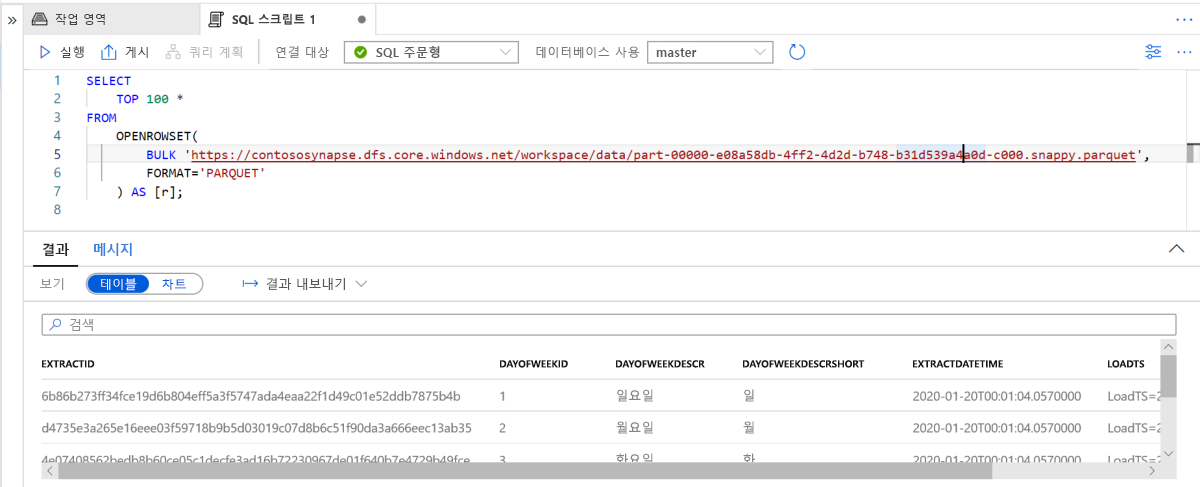 작업 영역
SQL 스크립트 1
실행 게시 쿼리 계획 연결 대상 SQL 주문형 데이터베이스 사용 master
1 SELECT
2 TOP 100 *
3 FROM
4 OPENROWSET(
5 BULK 'https://contososynapse.dfs.core.windows.net/workspace/data/part-00000-e08a58db-4ff2-4d2d-b748-b31d539a4a0d-c000.snappy.parquet',
6 FORMAT='PARQUET'
7 ) AS [r];
8
결과 메시지
보기 테이블 차트 결과 내보내기
검색
EXTRACTID DAYOFWEEKID DAYOFWEEKDESCR DAYOFWEEKDESCRSHORT EXTRACTDATETIME LOADTS
6b86b273ff34fce19d6b804eff5a3f5747ada4eaa22f1d49c01e52ddb7875b4b 1 일요일 일 2020-01-20T00:01:04.0570000 LoadTS=2
d4735e3a265e16eee03f59718b9b5d03019c07d8b6c51f90da3a666eec13ab35 2 월요일 월 2020-01-20T00:01:04.0570000 LoadTS=2
4e07408562bedb8b60ce05c1decfe3ad16b72230967de01f640b7e4729b49fce 3 화요일 화 2020-01-20T00:01:04.0570000 LoadTS=2